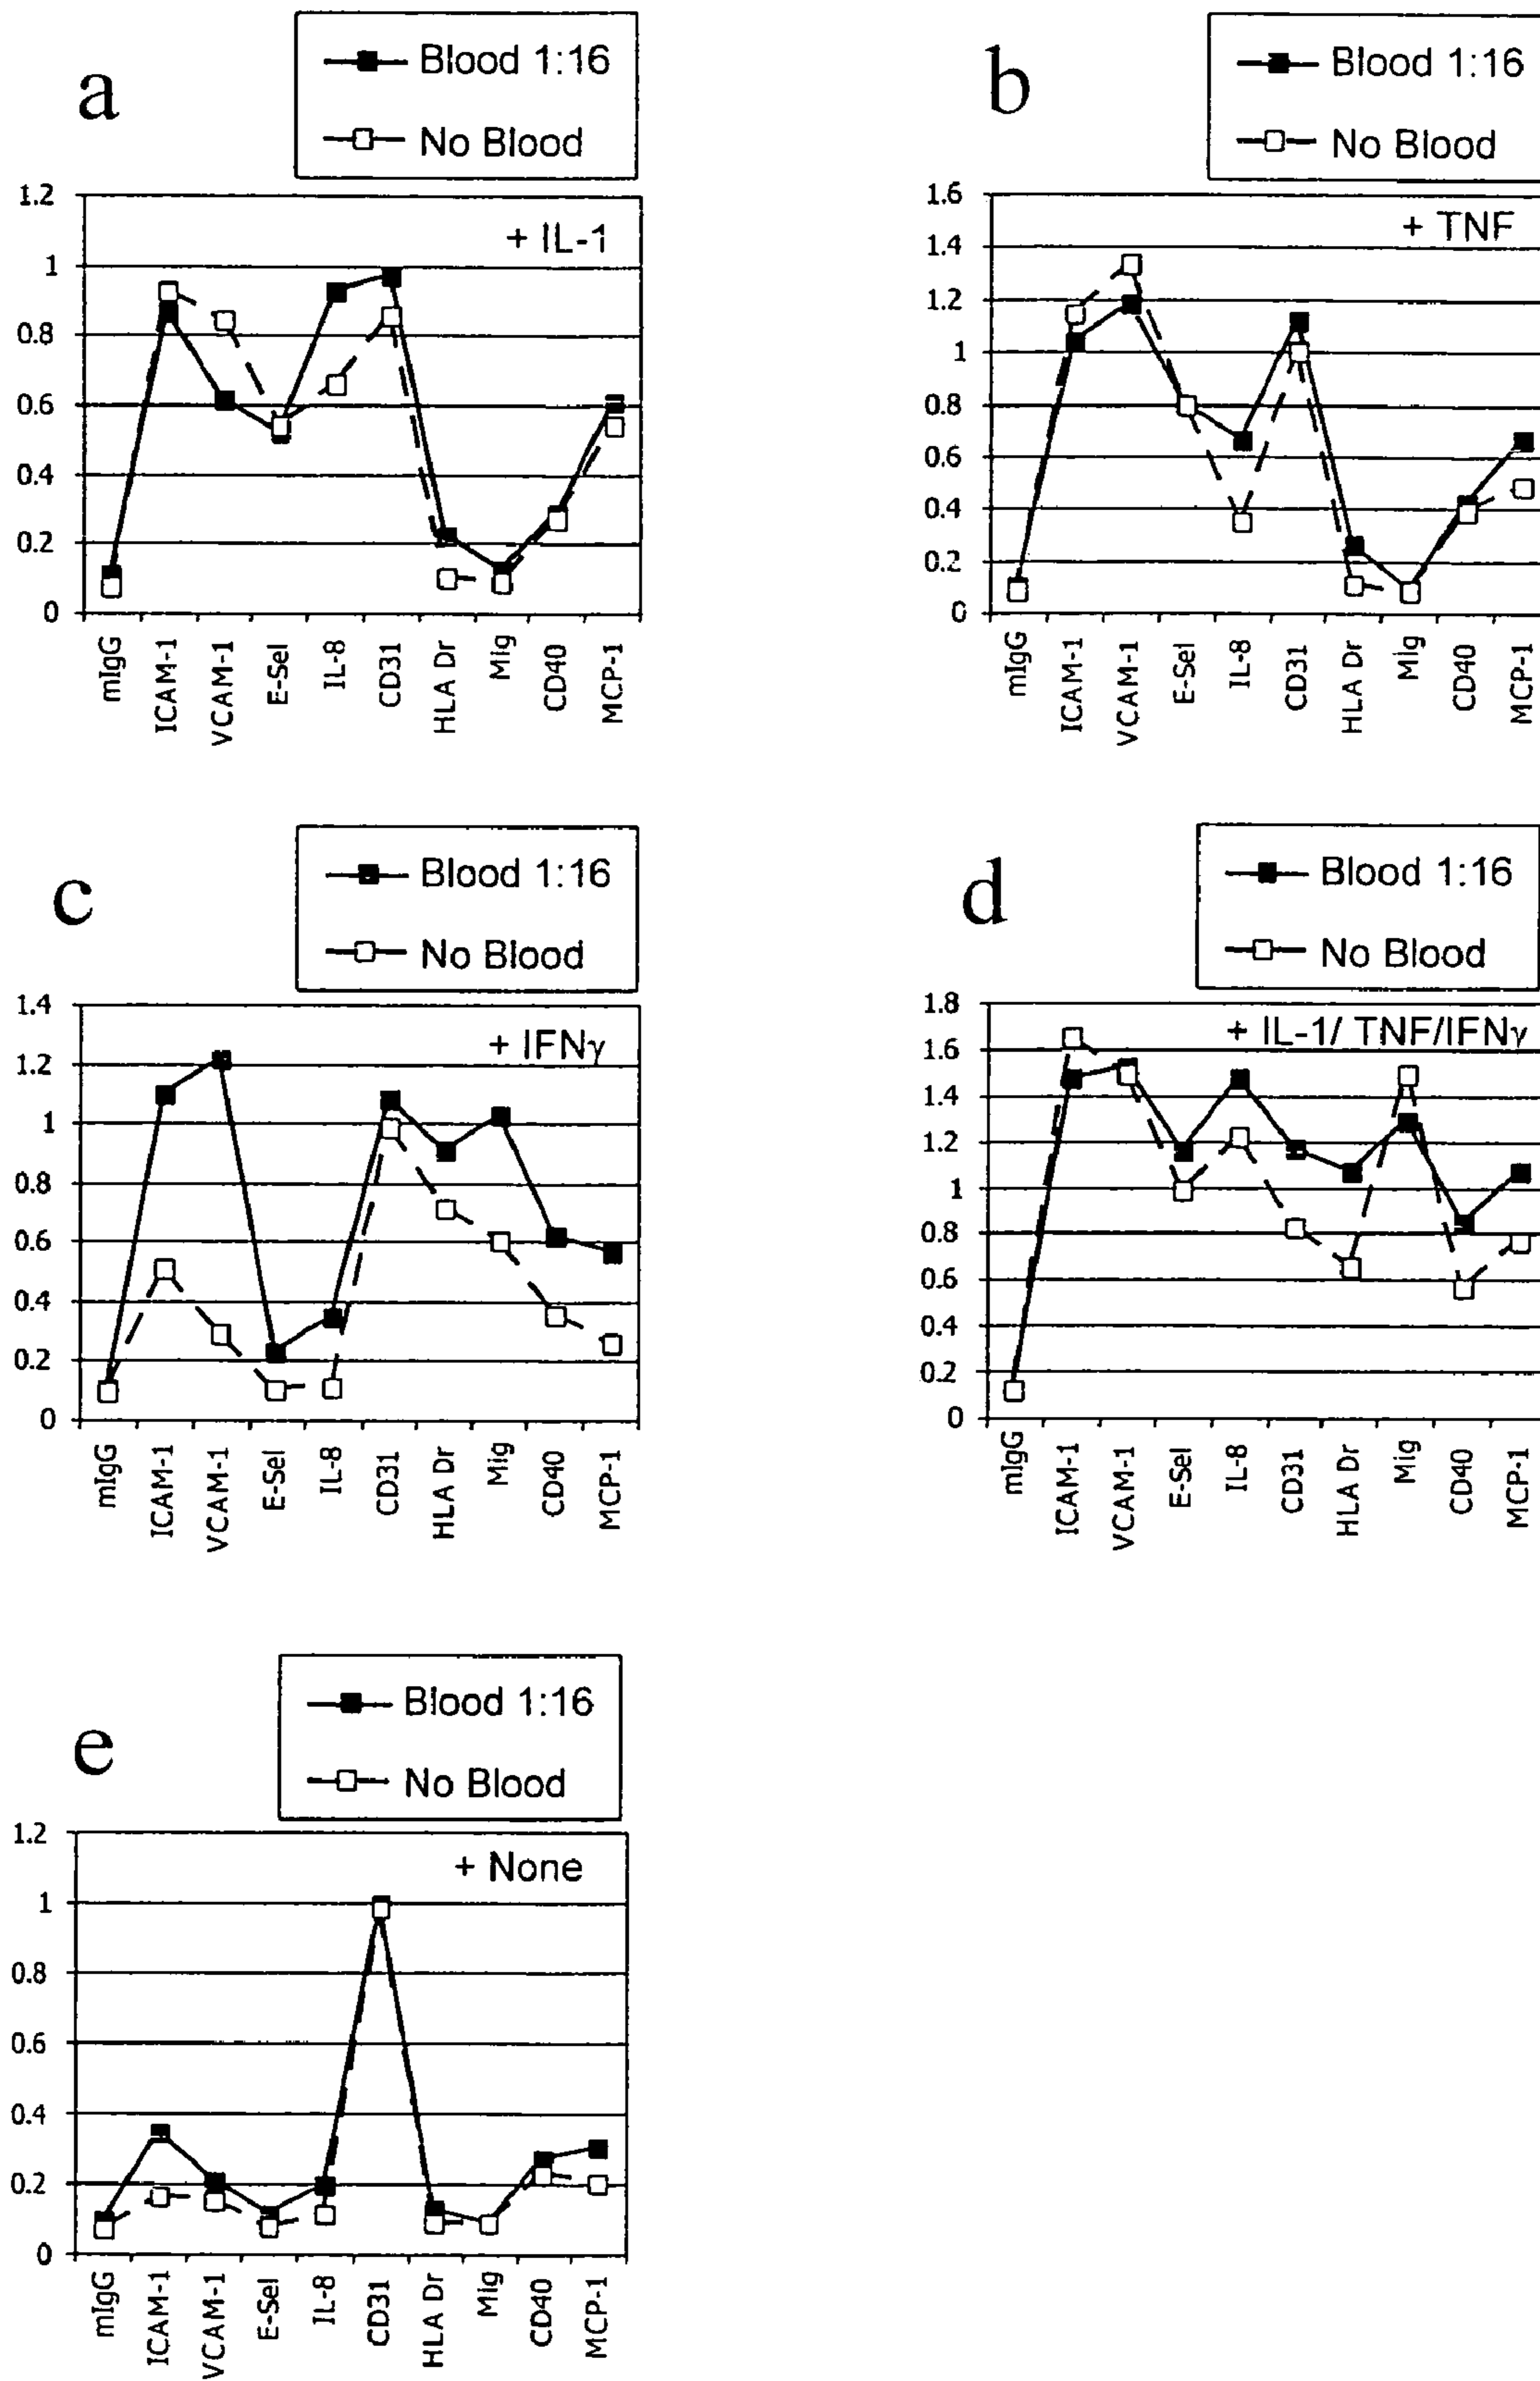 a
Blood 1:16
No Blood
1.2
1
0.8
0.6
0.4
0.2
0
+ IL-1
mIgG
ICAM-1
VCAM-1
E-Sel
IL-8
CD31
HLA Dr
Mig
CD40
MCP-1
b
Blood 1:16
No Blood
1.6
1.4
1.2
1
0.8
0.6
0.4
0.2
0
+ TNF
mIgG
ICAM-1
VCAM-1
E-Sel
IL-8
CD31
HLA Dr
Mig
CD40
MCP-1
c
Blood 1:16
No Blood
1.4
1.2
1
0.8
0.6
0.4
0.2
0
+ IFNγ
mIgG
ICAM-1
VCAM-1
E-Sel
IL-8
CD31
HLA Dr
Mig
CD40
MCP-1
d
Blood 1:16
No Blood
1.8
1.6
1.4
1.2
1
0.8
0.6
0.4
0.2
0
+ IL-1/ TNF/IFNγ
mIgG
ICAM-1
VCAM-1
E-Sel
IL-8
CD31
HLA Dr
Mig
CD40
MCP-1
e
Blood 1:16
No Blood
1.2
1
0.8
0.6
0.4
0.2
0
+ None
mIgG
ICAM-1
VCAM-1
E-Sel
IL-8
CD31
HLA Dr
Mig
CD40
MCP-1